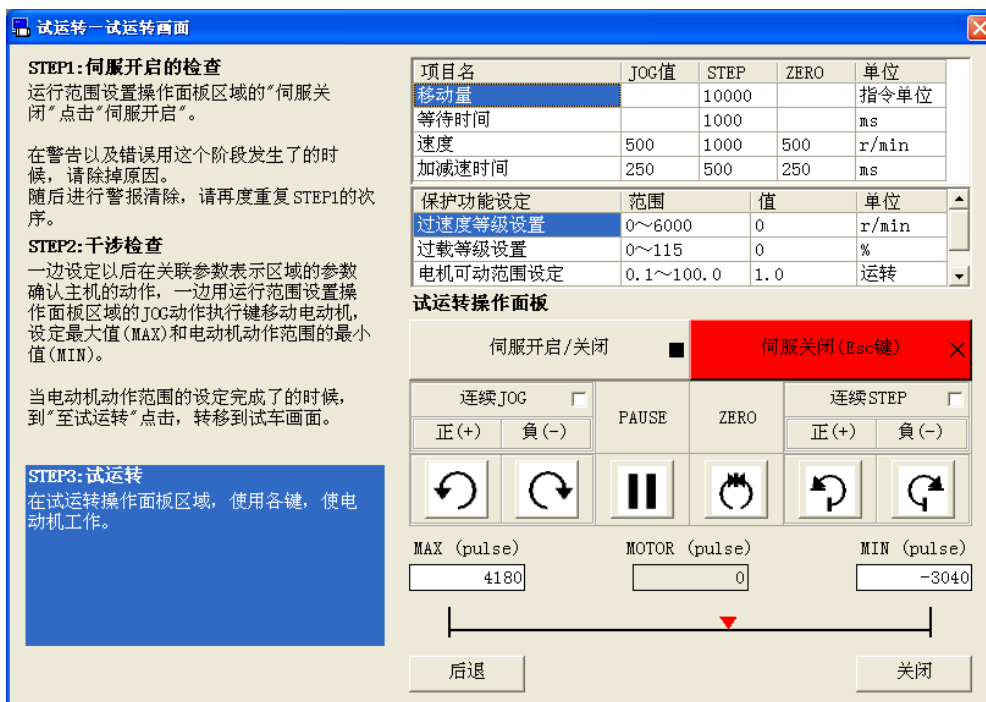 试运转－试运转画面
STEP1:伺服开启的检查
运行范围设置操作面板区域的"伺服关
闭"点击"伺服开启"。
在警告以及错误用这个阶段发生了的时
候，请除掉原因。
随后进行警报清除，请再度重复STEP1的次
序。
STEP2:干涉检查
一边设定以后在关联参数表示区域的参数
确认主机的动作，一边用运行范围设置操
作面板区域的JOG动作执行键移动电动机，
设定最大值(MAX)和电动机动作范围的最小
值(MIN)。
当电动机动作范围的设定完成了的时候，
到"至试运转"点击，转移到试车画面。
STEP3:试运转
在试运转操作面板区域，使用各键，使电
动机工作。
项目名 JOG值 STEP ZERO 单位
移动量 10000 指令单位
等待时间 1000 ms
速度 500 1000 500 r/min
加减速时间 250 500 250 ms
保护功能设定 范围 值 单位
过速度等级设置 0～6000 0 r/min
过载等级设置 0～115 0 %
电机可动范围设定 0.1～100.0 1.0 运转
试运转操作面板
伺服开启/关闭 伺服关闭(Esc键)
连续JOG PAUSE ZERO 连续STEP
正(+) 負(-) 正(+) 負(-)
MAX (pulse) MOTOR (pulse) MIN (pulse)
4180 0 -3040
后退 关闭